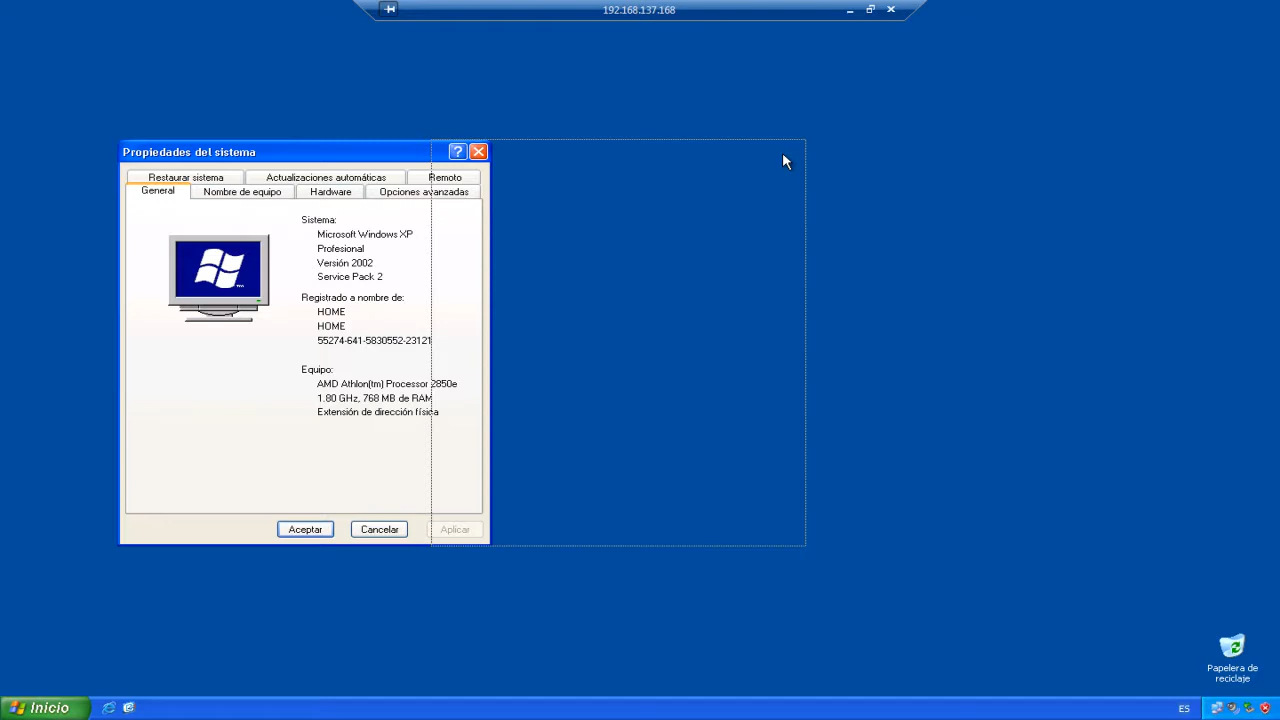 192.168.137.168
Propiedades del sistema
Restaurar sistema
Actualizaciones automáticas
Remoto
General
Nombre de equipo
Hardware
Opciones avanzadas
Sistema:
Microsoft Windows XP
Profesional
Versión 2002
Service Pack 2
Registrado a nombre de:
HOME
HOME
55274-641-5830552-23121
Equipo:
AMD Athlon(tm) Processor 2850e
1.80 GHz, 768 MB de RAM
Extensión de dirección física
Aceptar
Cancelar
Aplicar
Papelera de
reciclaje
Inicio
ES